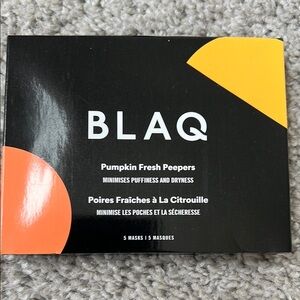 BLAQ
Pumpkin Fresh Peepers
MINIMISES PUFFINESS AND DRYNESS
Poires Fraîches à La Citrouille
MINIMISE LES POCHES ET LA SÉCHERESSE
5 MASKS | 5 MASQUES